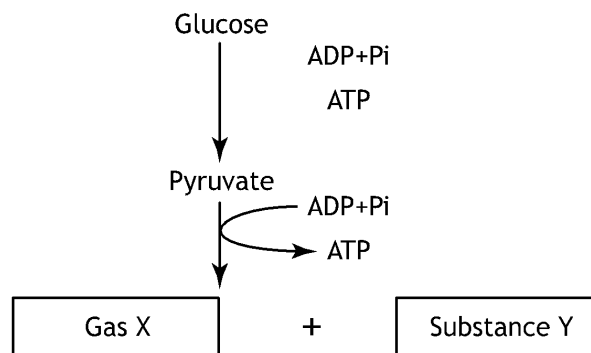 Glucose
ADP+Pi
ATP
Pyruvate
ADP+Pi
ATP
Gas X + Substance Y